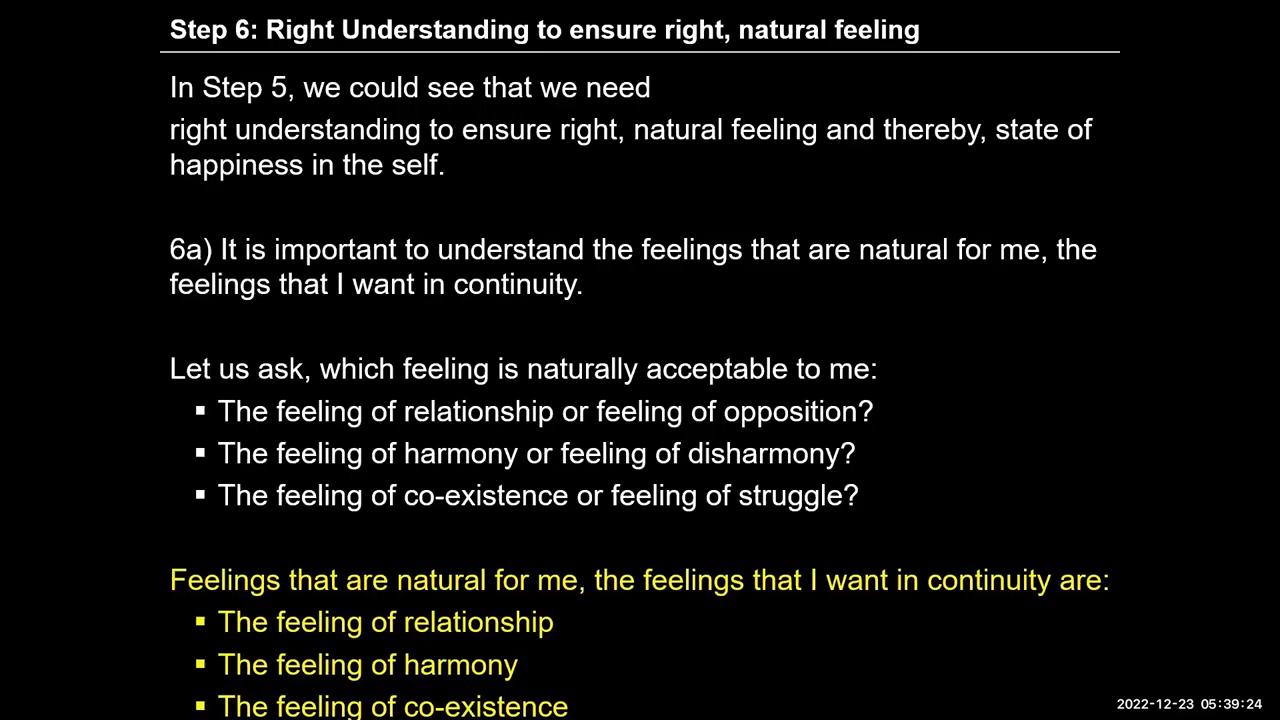 Step 6: Right Understanding to ensure right, natural feeling
In Step 5, we could see that we need
right understanding to ensure right, natural feeling and thereby, state of
happiness in the self.
6a) It is important to understand the feelings that are natural for me, the
feelings that I want in continuity.
Let us ask, which feeling is naturally acceptable to me:
▪ The feeling of relationship or feeling of opposition?
▪ The feeling of harmony or feeling of disharmony?
▪ The feeling of co-existence or feeling of struggle?
Feelings that are natural for me, the feelings that I want in continuity are:
▪ The feeling of relationship
▪ The feeling of harmony
▪ The feeling of co-existence
2022-12-23 05:39:24